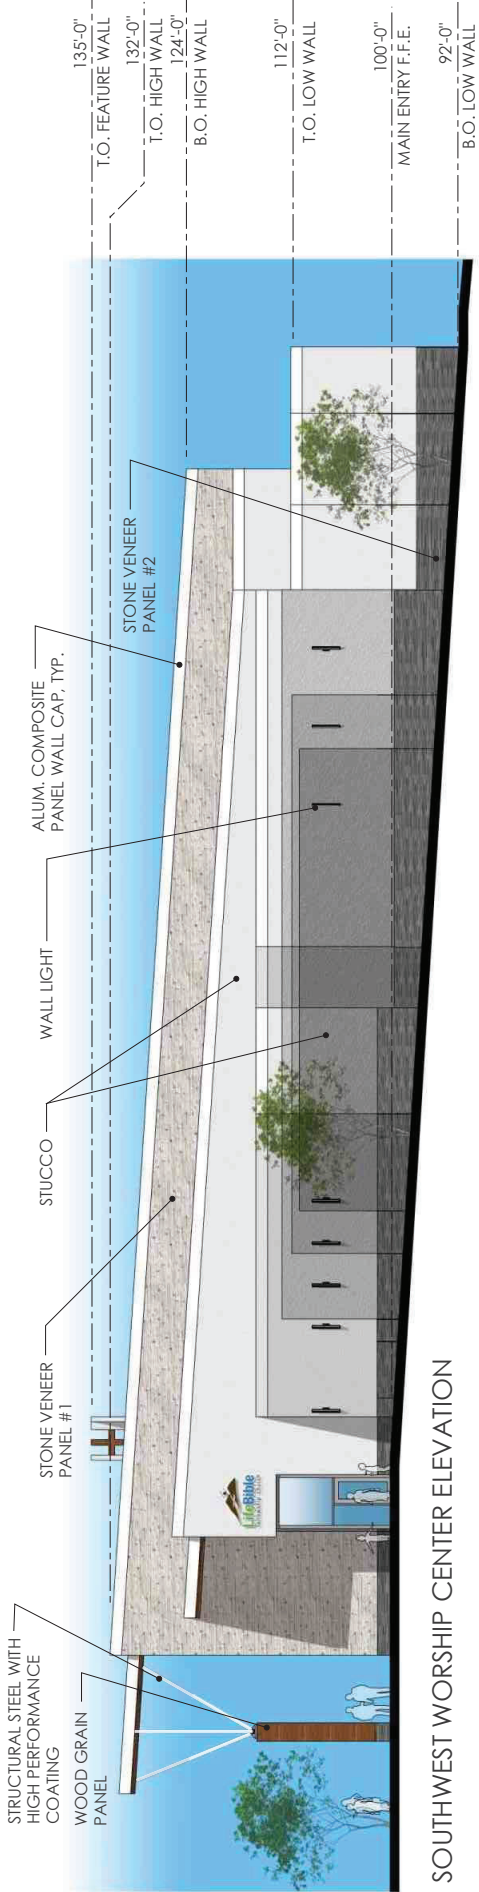 STRUCTURAL STEEL WITH
HIGH PERFORMANCE
COATING
WOOD GRAIN
PANEL
STONE VENEER
PANEL #1
STUCCO
WALL LIGHT
ALUM. COMPOSITE
PANEL WALL CAP, TYP.
STONE VENEER
PANEL #2
135'-0"
T.O. FEATURE WALL
132'-0"
T.O. HIGH WALL
124'-0"
B.O. HIGH WALL
112'-0"
T.O. LOW WALL
100'-0"
MAIN ENTRY F.F.E.
92'-0"
B.O. LOW WALL
LifeBible
SOUTHWEST WORSHIP CENTER ELEVATION